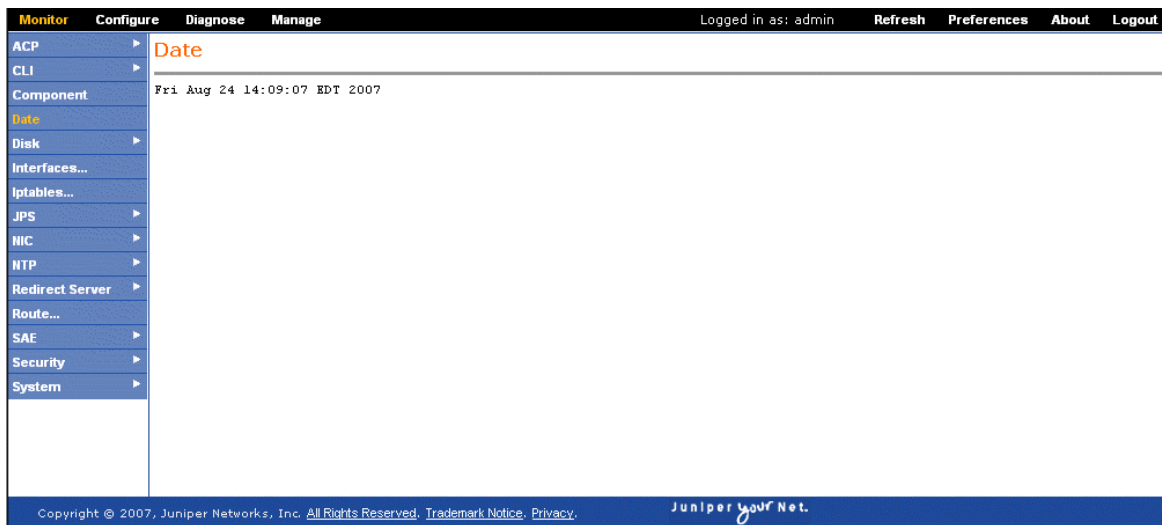 Monitor Configure Diagnose Manage Logged in as: admin Refresh Preferences About Logout
ACP
CLI
Component
Date
Disk
Interfaces...
Iptables...
JPS
NIC
NTP
Redirect Server
Route...
SAE
Security
System
Date
Fri Aug 24 14:09:07 EDT 2007
Copyright © 2007, Juniper Networks, Inc. All Rights Reserved. Trademark Notice. Privacy.
Juniper your Net.